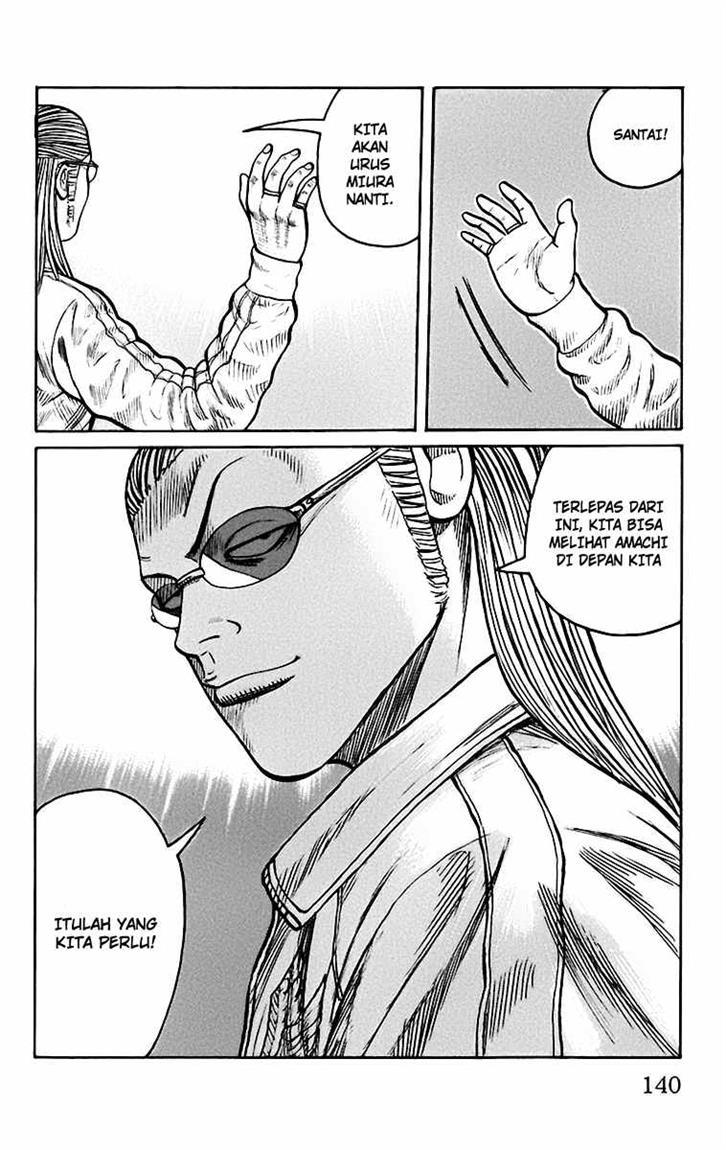 SANTAI!
KITA
AKAN
URUS
MIURA
NANTI.
TERLEPAS DARI
INI, KITA BISA
MELIHAT AMACHI
DI DEPAN KITA
ITULAH YANG
KITA PERLU!
140